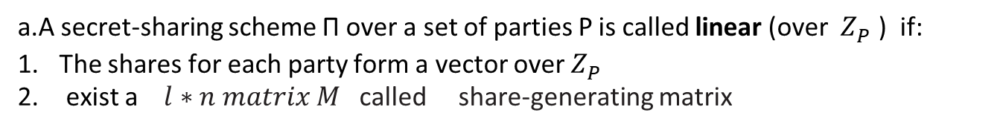 a.A secret-sharing scheme Π over a set of parties P is called linear (over Z_P ) if:
1. The shares for each party form a vector over Z_P
2. exist a l * n matrix M called share-generating matrix